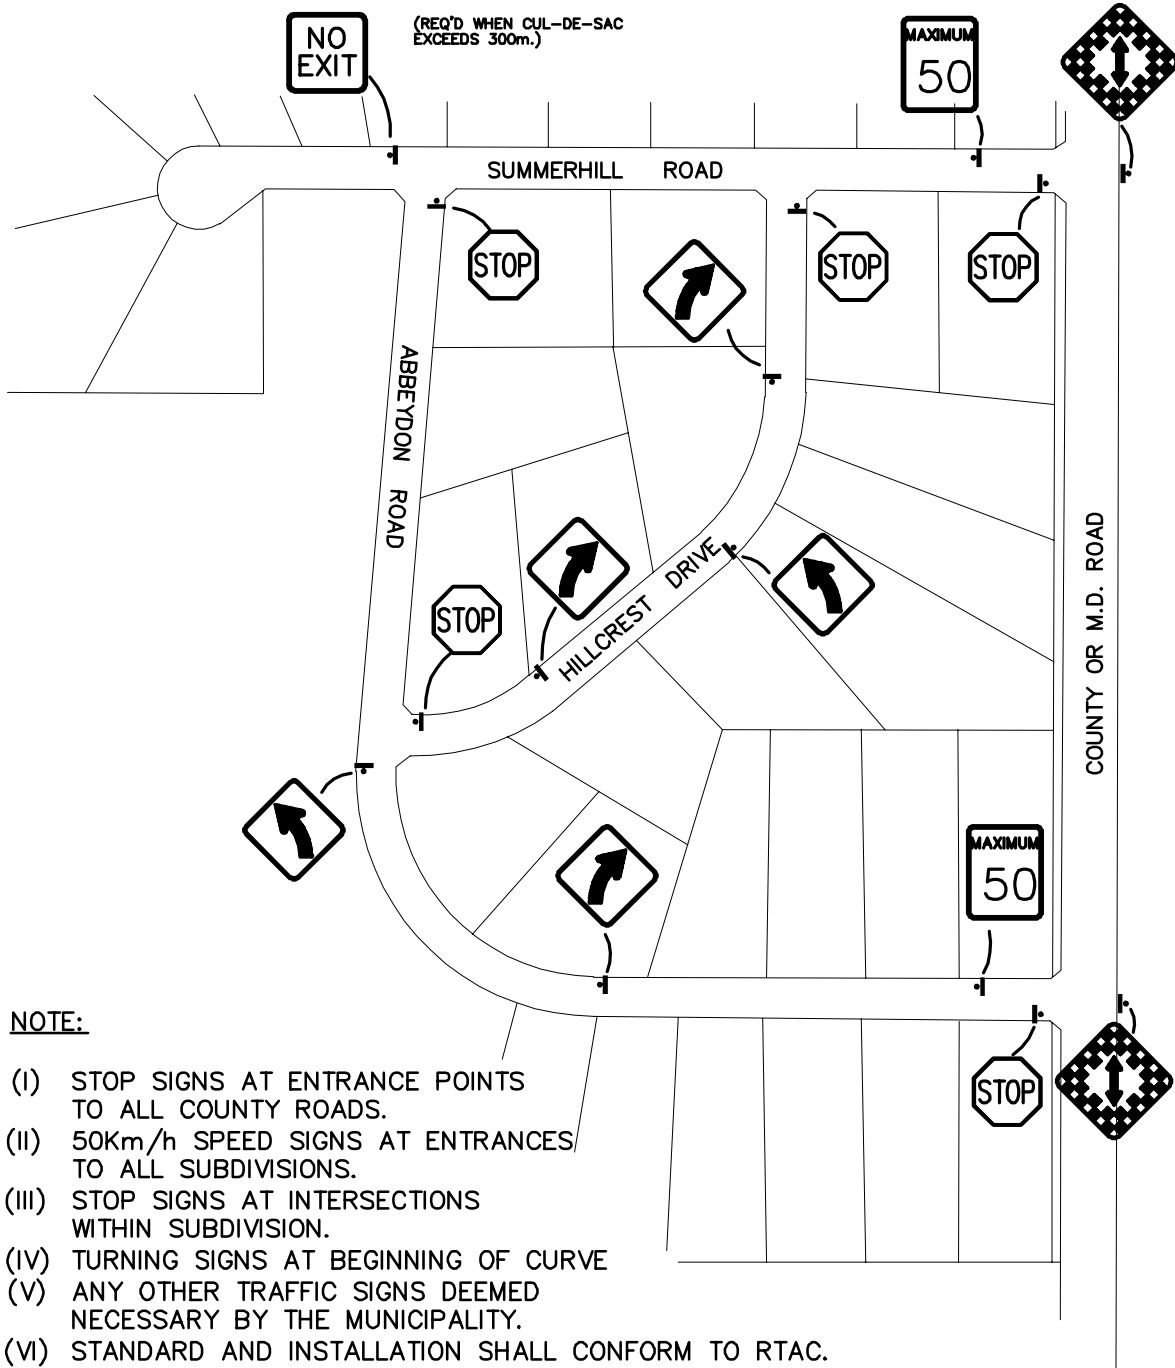 NO
EXIT
(REQ'D WHEN CUL-DE-SAC
EXCEEDS 300m.)
MAXIMUM
50
SUMMERHILL ROAD
STOP
STOP
STOP
ABBEYDON ROAD
HILLCREST DRIVE
STOP
COUNTY OR M.D. ROAD
MAXIMUM
50
STOP
NOTE:
(I) STOP SIGNS AT ENTRANCE POINTS
TO ALL COUNTY ROADS.
(II) 50Km/h SPEED SIGNS AT ENTRANCES
TO ALL SUBDIVISIONS.
(III) STOP SIGNS AT INTERSECTIONS
WITHIN SUBDIVISION.
(IV) TURNING SIGNS AT BEGINNING OF CURVE
(V) ANY OTHER TRAFFIC SIGNS DEEMED
NECESSARY BY THE MUNICIPALITY.
(VI) STANDARD AND INSTALLATION SHALL CONFORM TO RTAC.